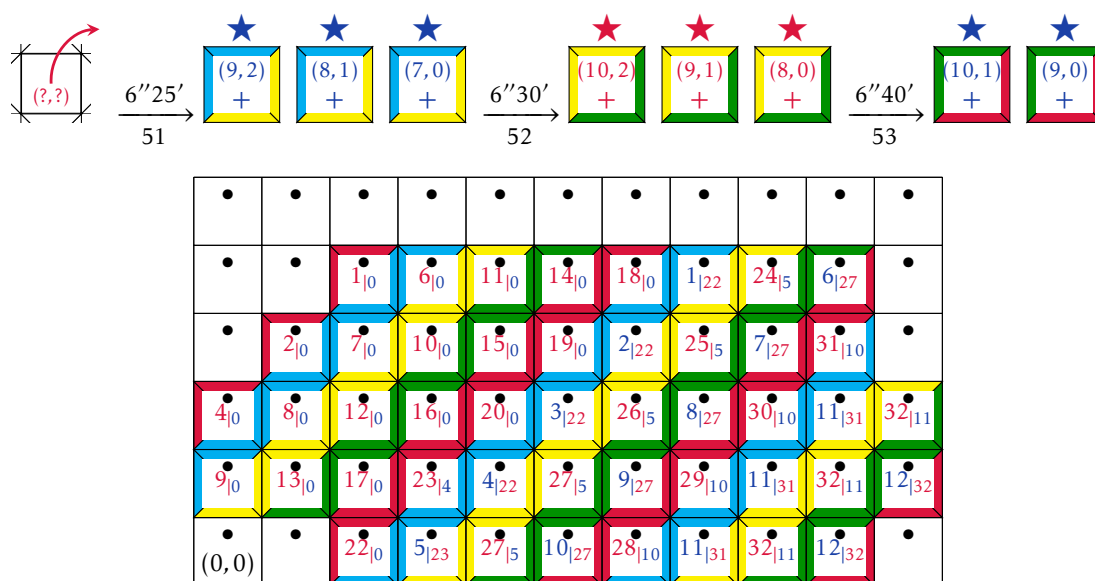 (9,2) (8,1) (7,0) (10,2) (9,1) (8,0) (10,1) (9,0)
(?,?) 6″25′ + + + 6″30′ + + + 6″40′ + +
51 52 53
1|0 6|0 11|0 14|0 18|0 1|22 24|5 6|27
2|0 7|0 10|0 15|0 19|0 2|22 25|5 7|27 31|10
4|0 8|0 12|0 16|0 20|0 3|22 26|5 8|27 30|10 11|31 32|11
9|0 13|0 17|0 23|4 4|22 27|5 9|27 29|10 11|31 32|11 12|32
(0,0) 22|0 5|23 27|5 10|27 28|10 11|31 32|11 12|32